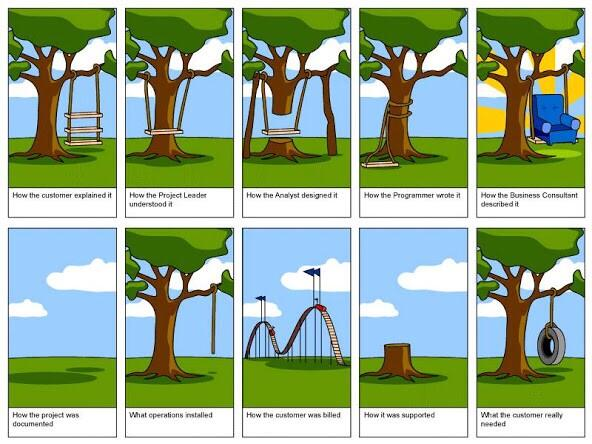 How the customer explained it
How the Project Leader
understood it
How the Analyst designed it
How the Programmer wrote it
How the Business Consultant
described it
How the project was
documented
What operations installed
How the customer was billed
How it was supported
What the customer really
needed